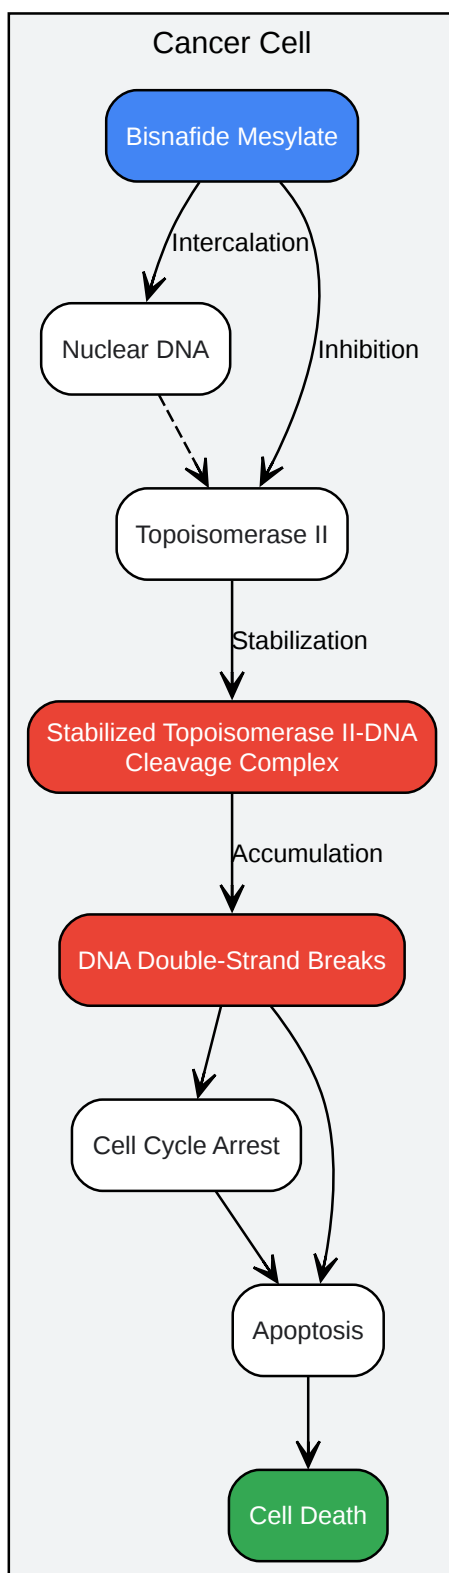 Cancer Cell
Bisnafide Mesylate
Intercalation
Nuclear DNA
Inhibition
Topoisomerase II
Stabilization
Stabilized Topoisomerase II-DNA
Cleavage Complex
Accumulation
DNA Double-Strand Breaks
Cell Cycle Arrest
Apoptosis
Cell Death